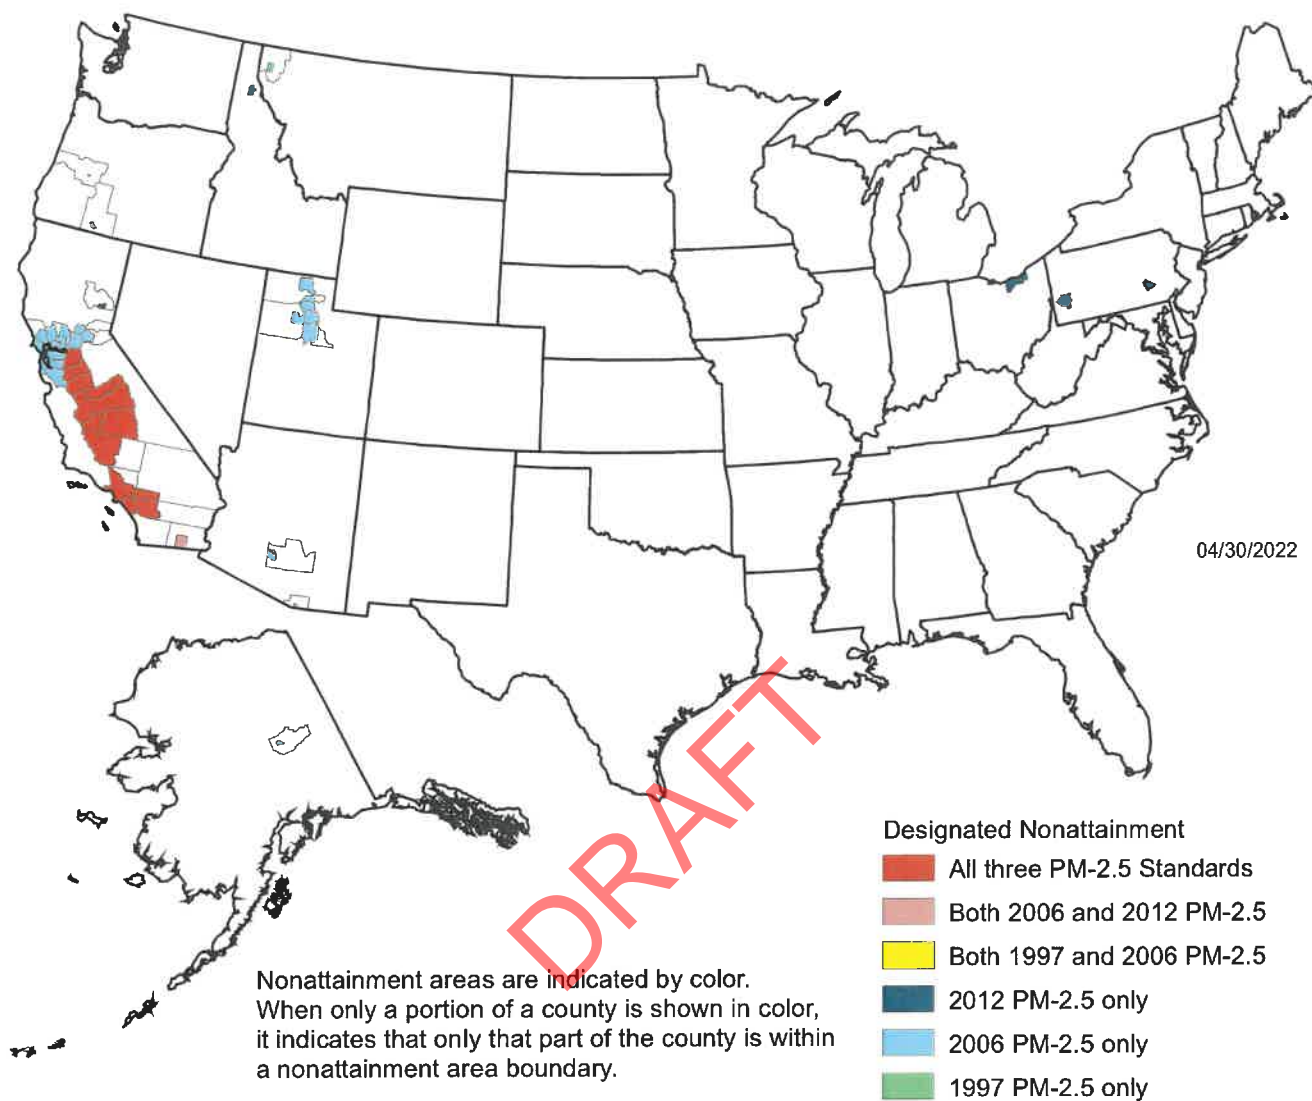 04/30/2022
DRAFT
Designated Nonattainment
All three PM-2.5 Standards
Both 2006 and 2012 PM-2.5
Both 1997 and 2006 PM-2.5
2012 PM-2.5 only
2006 PM-2.5 only
1997 PM-2.5 only
Nonattainment areas are indicated by color.
When only a portion of a county is shown in color,
it indicates that only that part of the county is within
a nonattainment area boundary.